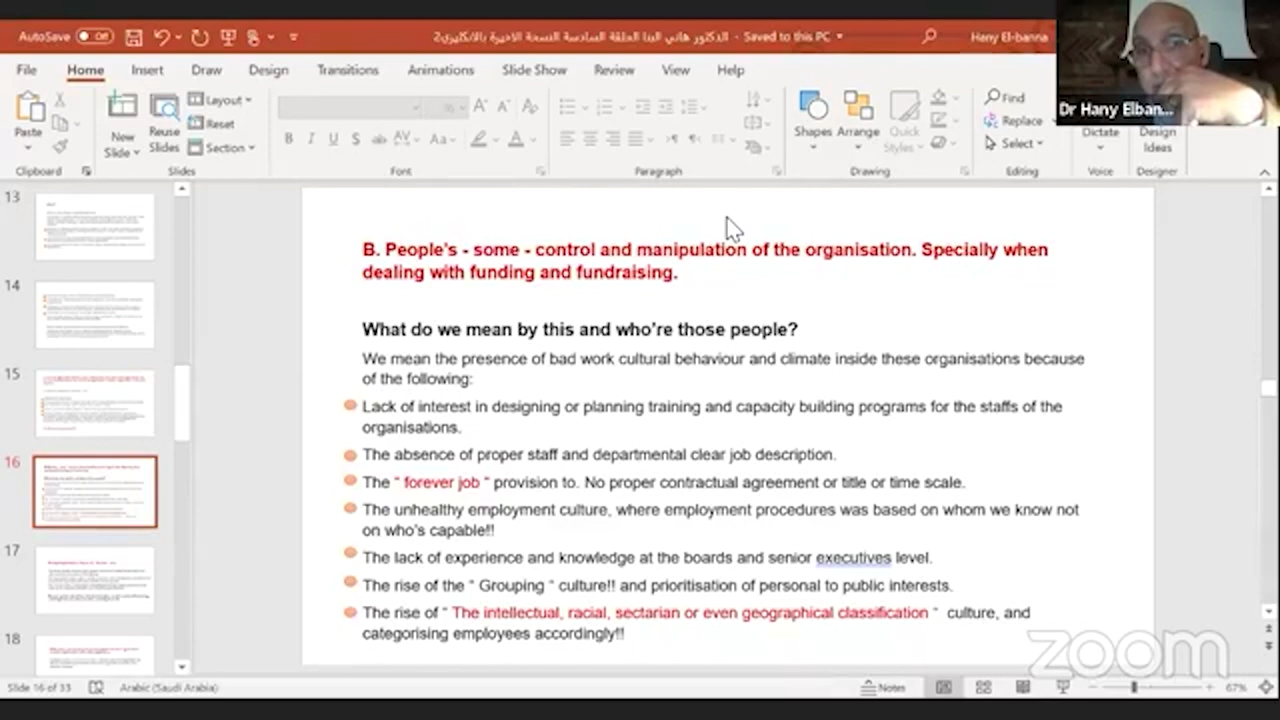 AutoSave Off
الدكتور هاني البنا الحلقة السادسة النسخة الاخيرة بالانكليزي2 - Saved to this PC
Hany El-banna
File Home Insert Draw Design Transitions Animations Slide Show Review View Help
Dr Hany Elban...
Paste
New Slide
Reuse Slides
Layout
Reset
Section
B I U S ab AV Aa A
Shapes
Arrange
Quick Styles
Find
Replace
Select
Dictate
Design Ideas
Clipboard Slides Font Paragraph Drawing Editing Voice Designer
13
14
15
16
17
18
B. People's - some - control and manipulation of the organisation. Specially when
dealing with funding and fundraising.
What do we mean by this and who're those people?
We mean the presence of bad work cultural behaviour and climate inside these organisations because
of the following:
Lack of interest in designing or planning training and capacity building programs for the staffs of the
organisations.
The absence of proper staff and departmental clear job description.
The " forever job " provision to. No proper contractual agreement or title or time scale.
The unhealthy employment culture, where employment procedures was based on whom we know not
on who's capable!!
The lack of experience and knowledge at the boards and senior executives level.
The rise of the " Grouping " culture!! and prioritisation of personal to public interests.
The rise of " The intellectual, racial, sectarian or even geographical classification " culture, and
categorising employees accordingly!!
zoom
Slide 16 of 33 Arabic (Saudi Arabia) Notes 67%